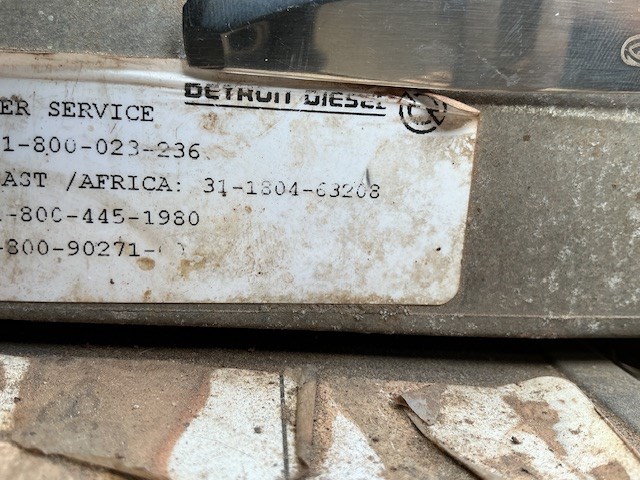 DETROIT DIESEL
ER SERVICE
1-800-023-236
AST /AFRICA: 31-1804-63208
-800-445-1980
-800-90271-